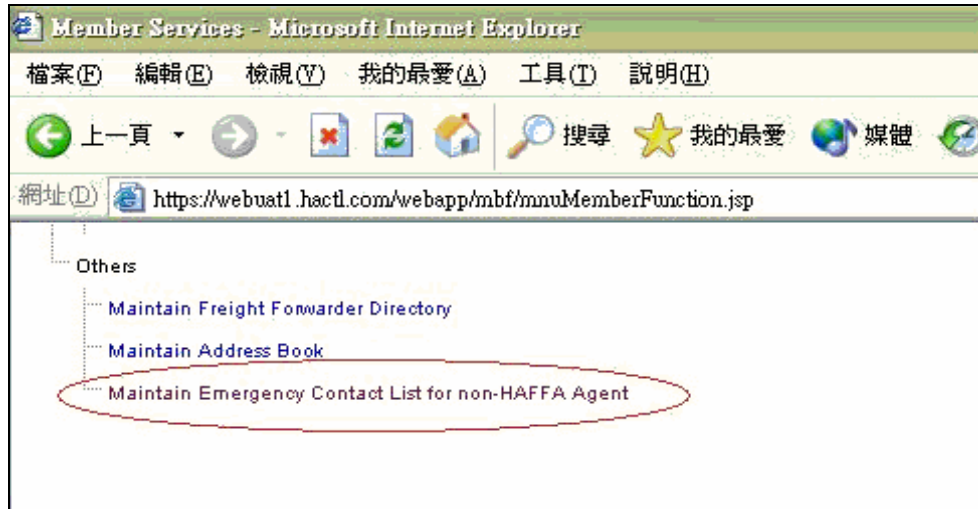 Member Services - Microsoft Internet Explorer
檔案(F) 編輯(E) 檢視(V) 我的最愛(A) 工具(T) 說明(H)
上一頁 搜尋 我的最愛 媒體
網址(D) https://webuat1.hactl.com/webapp/mbf/mnuMemberFunction.jsp
Others
Maintain Freight Forwarder Directory
Maintain Address Book
Maintain Emergency Contact List for non-HAFFA Agent